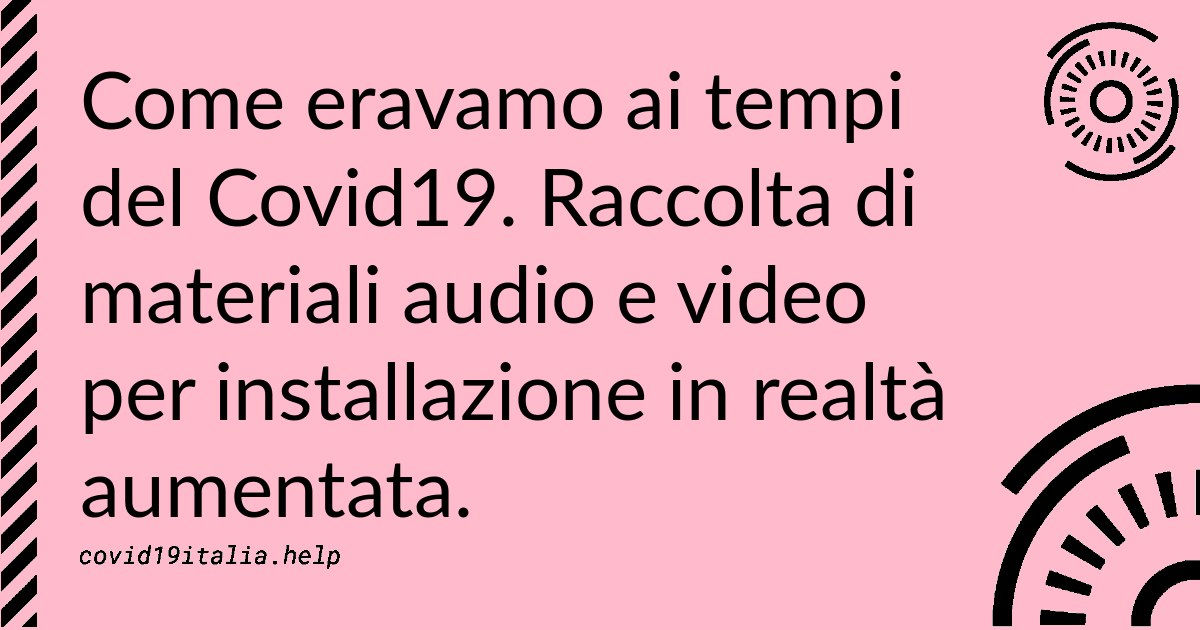 Come eravamo ai tempi
del Covid19. Raccolta di
materiali audio e video
per installazione in realtà
aumentata.
covid19italia.help